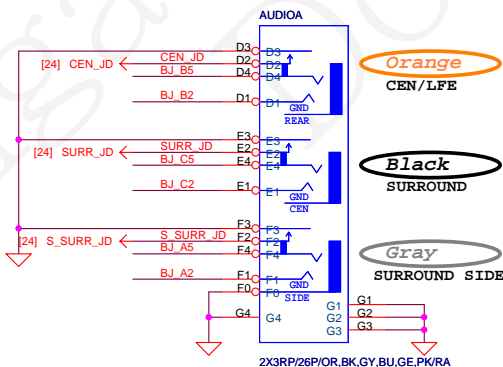 AUDIOA
D3 D3
[24] CEN_JD CEN_JD D2 D2
BJ_B5 D4 D4
Orange
CEN/LFE
BJ_B2 D1 D1
GND
REAR
E3 E3
[24] SURR_JD SURR_JD E2 E2
BJ_C5 E4 E4
Black
SURROUND
BJ_C2 E1 E1
GND
CEN
F3 F3
[24] S_SURR_JD S_SURR_JD F2 F2
BJ_A5 F4 F4
Gray
SURROUND SIDE
BJ_A2 F1 F1
GND
F0 F0
SIDE
G4 G4
G1 G1
G2 G2
G3 G3
2X3RP/26P/OR,BK,GY,BU,GE,PK/RA